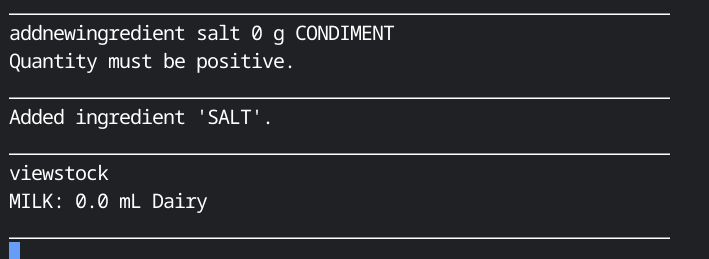 addnewingredient salt 0 g CONDIMENT
Quantity must be positive.
Added ingredient 'SALT'.
viewstock
MILK: 0.0 mL Dairy